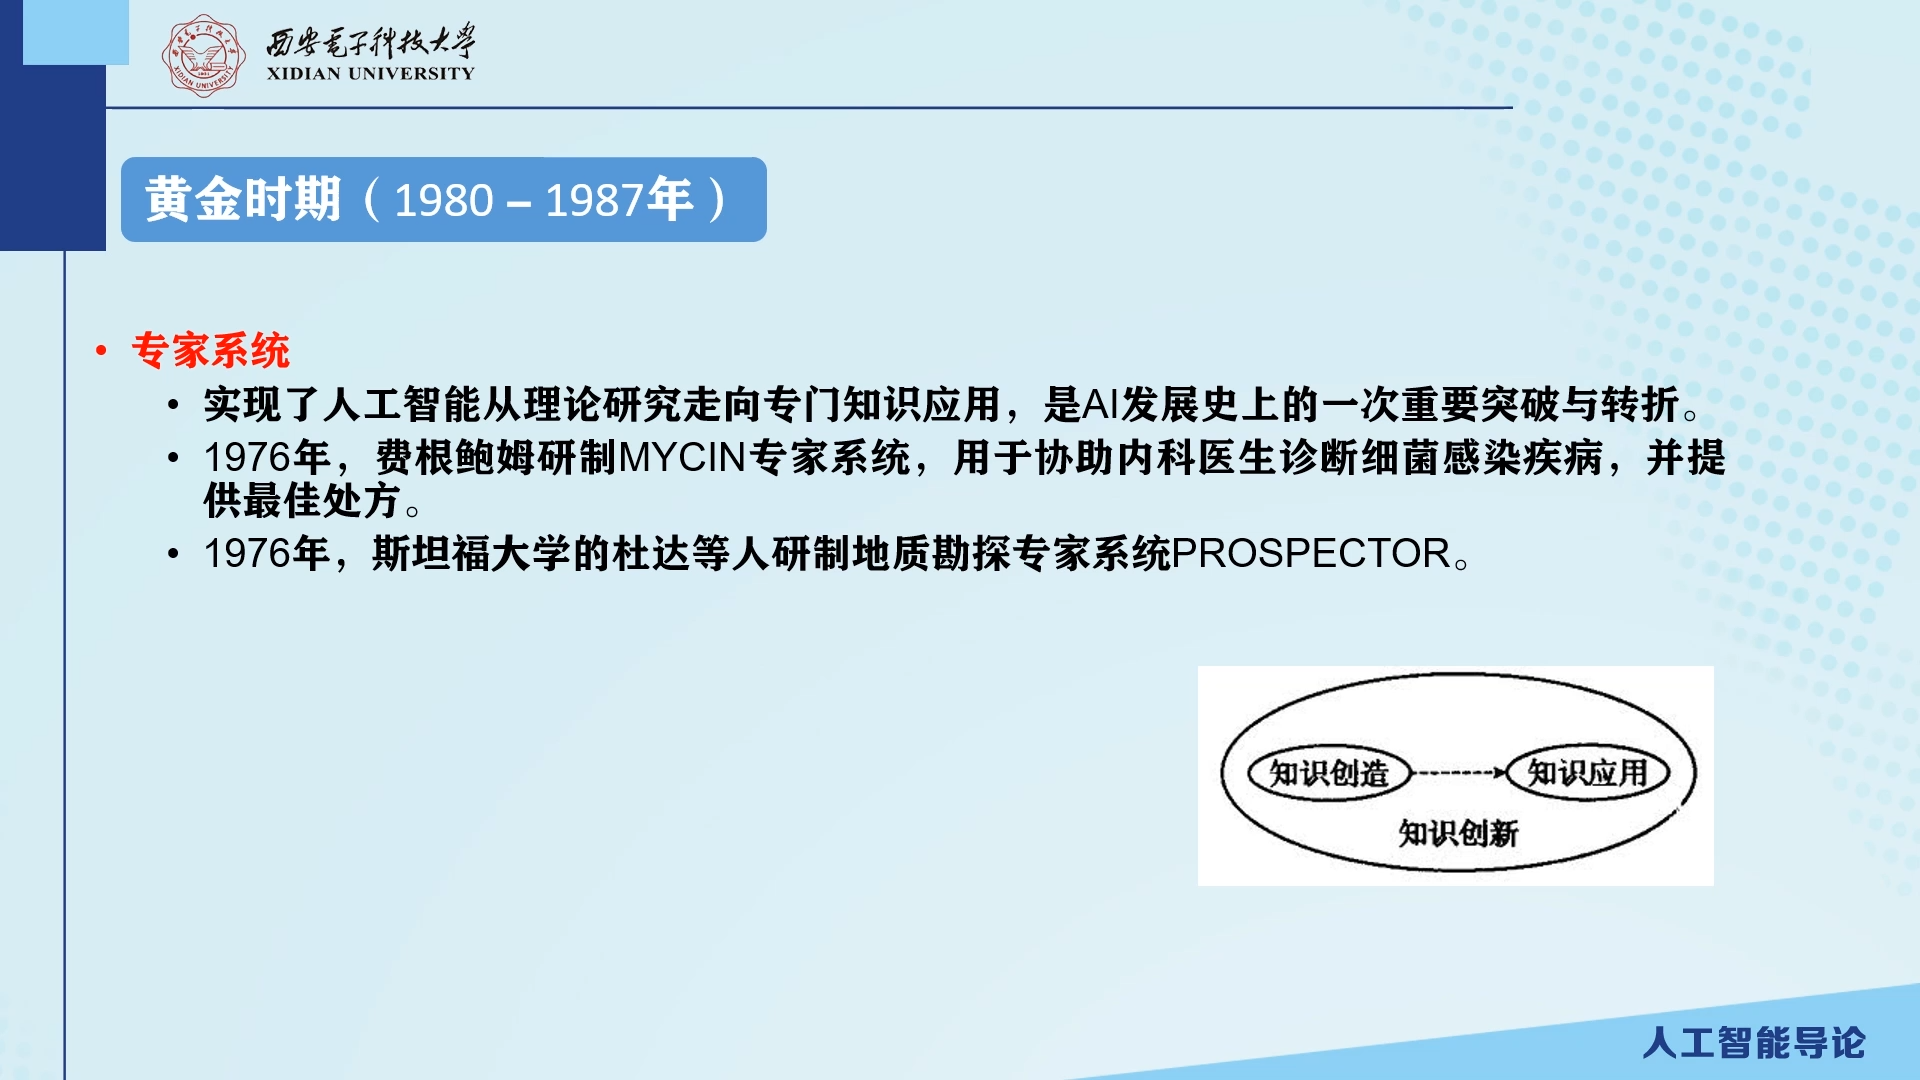 西安电子科技大学
XIDIAN UNIVERSITY
黄金时期（1980 – 1987年）
• 专家系统
• 实现了人工智能从理论研究走向专门知识应用，是AI发展史上的一次重要突破与转折。
• 1976年，费根鲍姆研制MYCIN专家系统，用于协助内科医生诊断细菌感染疾病，并提
供最佳处方。
• 1976年，斯坦福大学的杜达等人研制地质勘探专家系统PROSPECTOR。
知识创造
知识应用
知识创新
人工智能导论